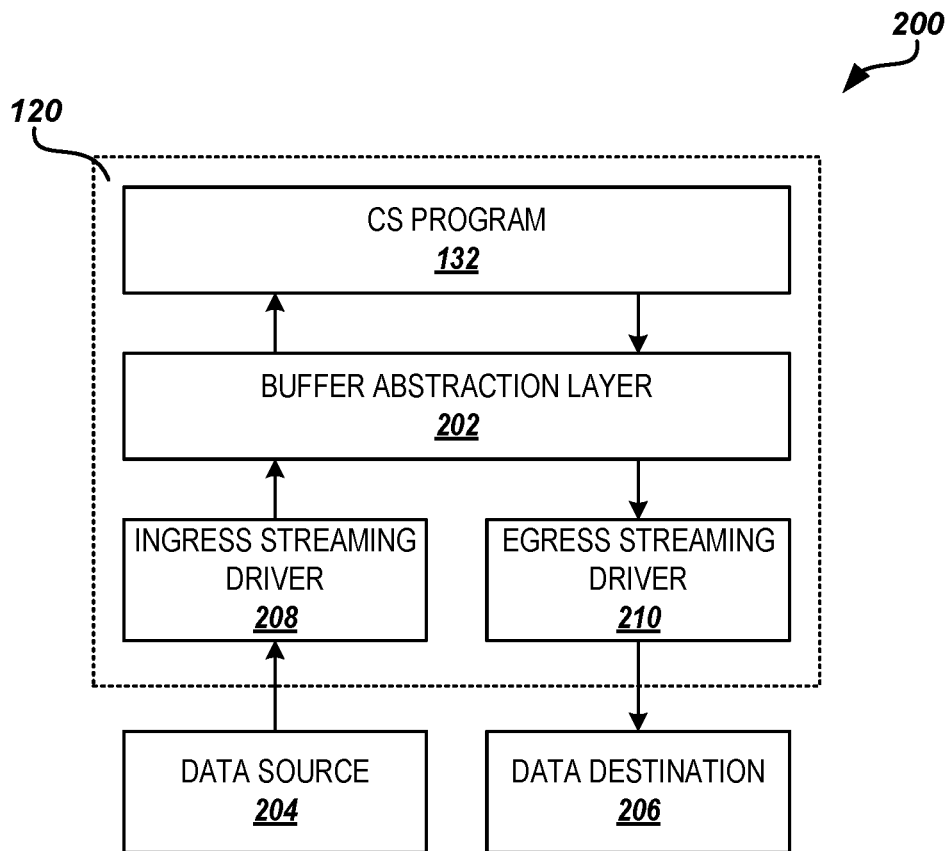 200
120
CS PROGRAM
132
BUFFER ABSTRACTION LAYER
202
INGRESS STREAMING
DRIVER
208
EGRESS STREAMING
DRIVER
210
DATA SOURCE
204
DATA DESTINATION
206